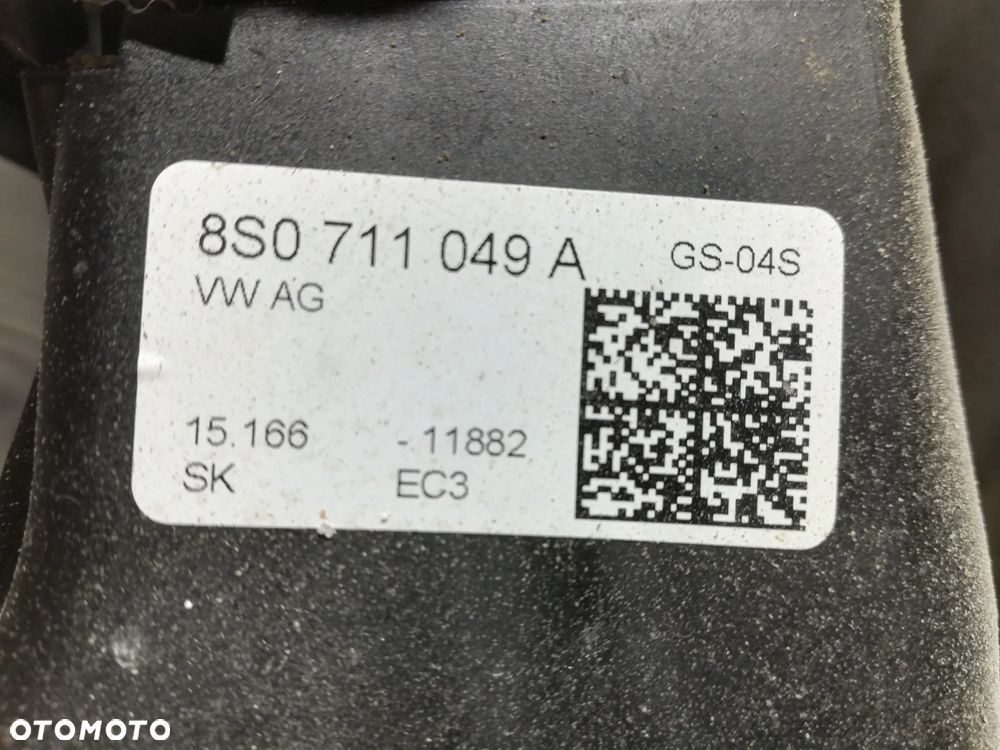 8S0 711 049 A GS-04S
VW AG
15.166 - 11882
SK EC3
OTOMOTO